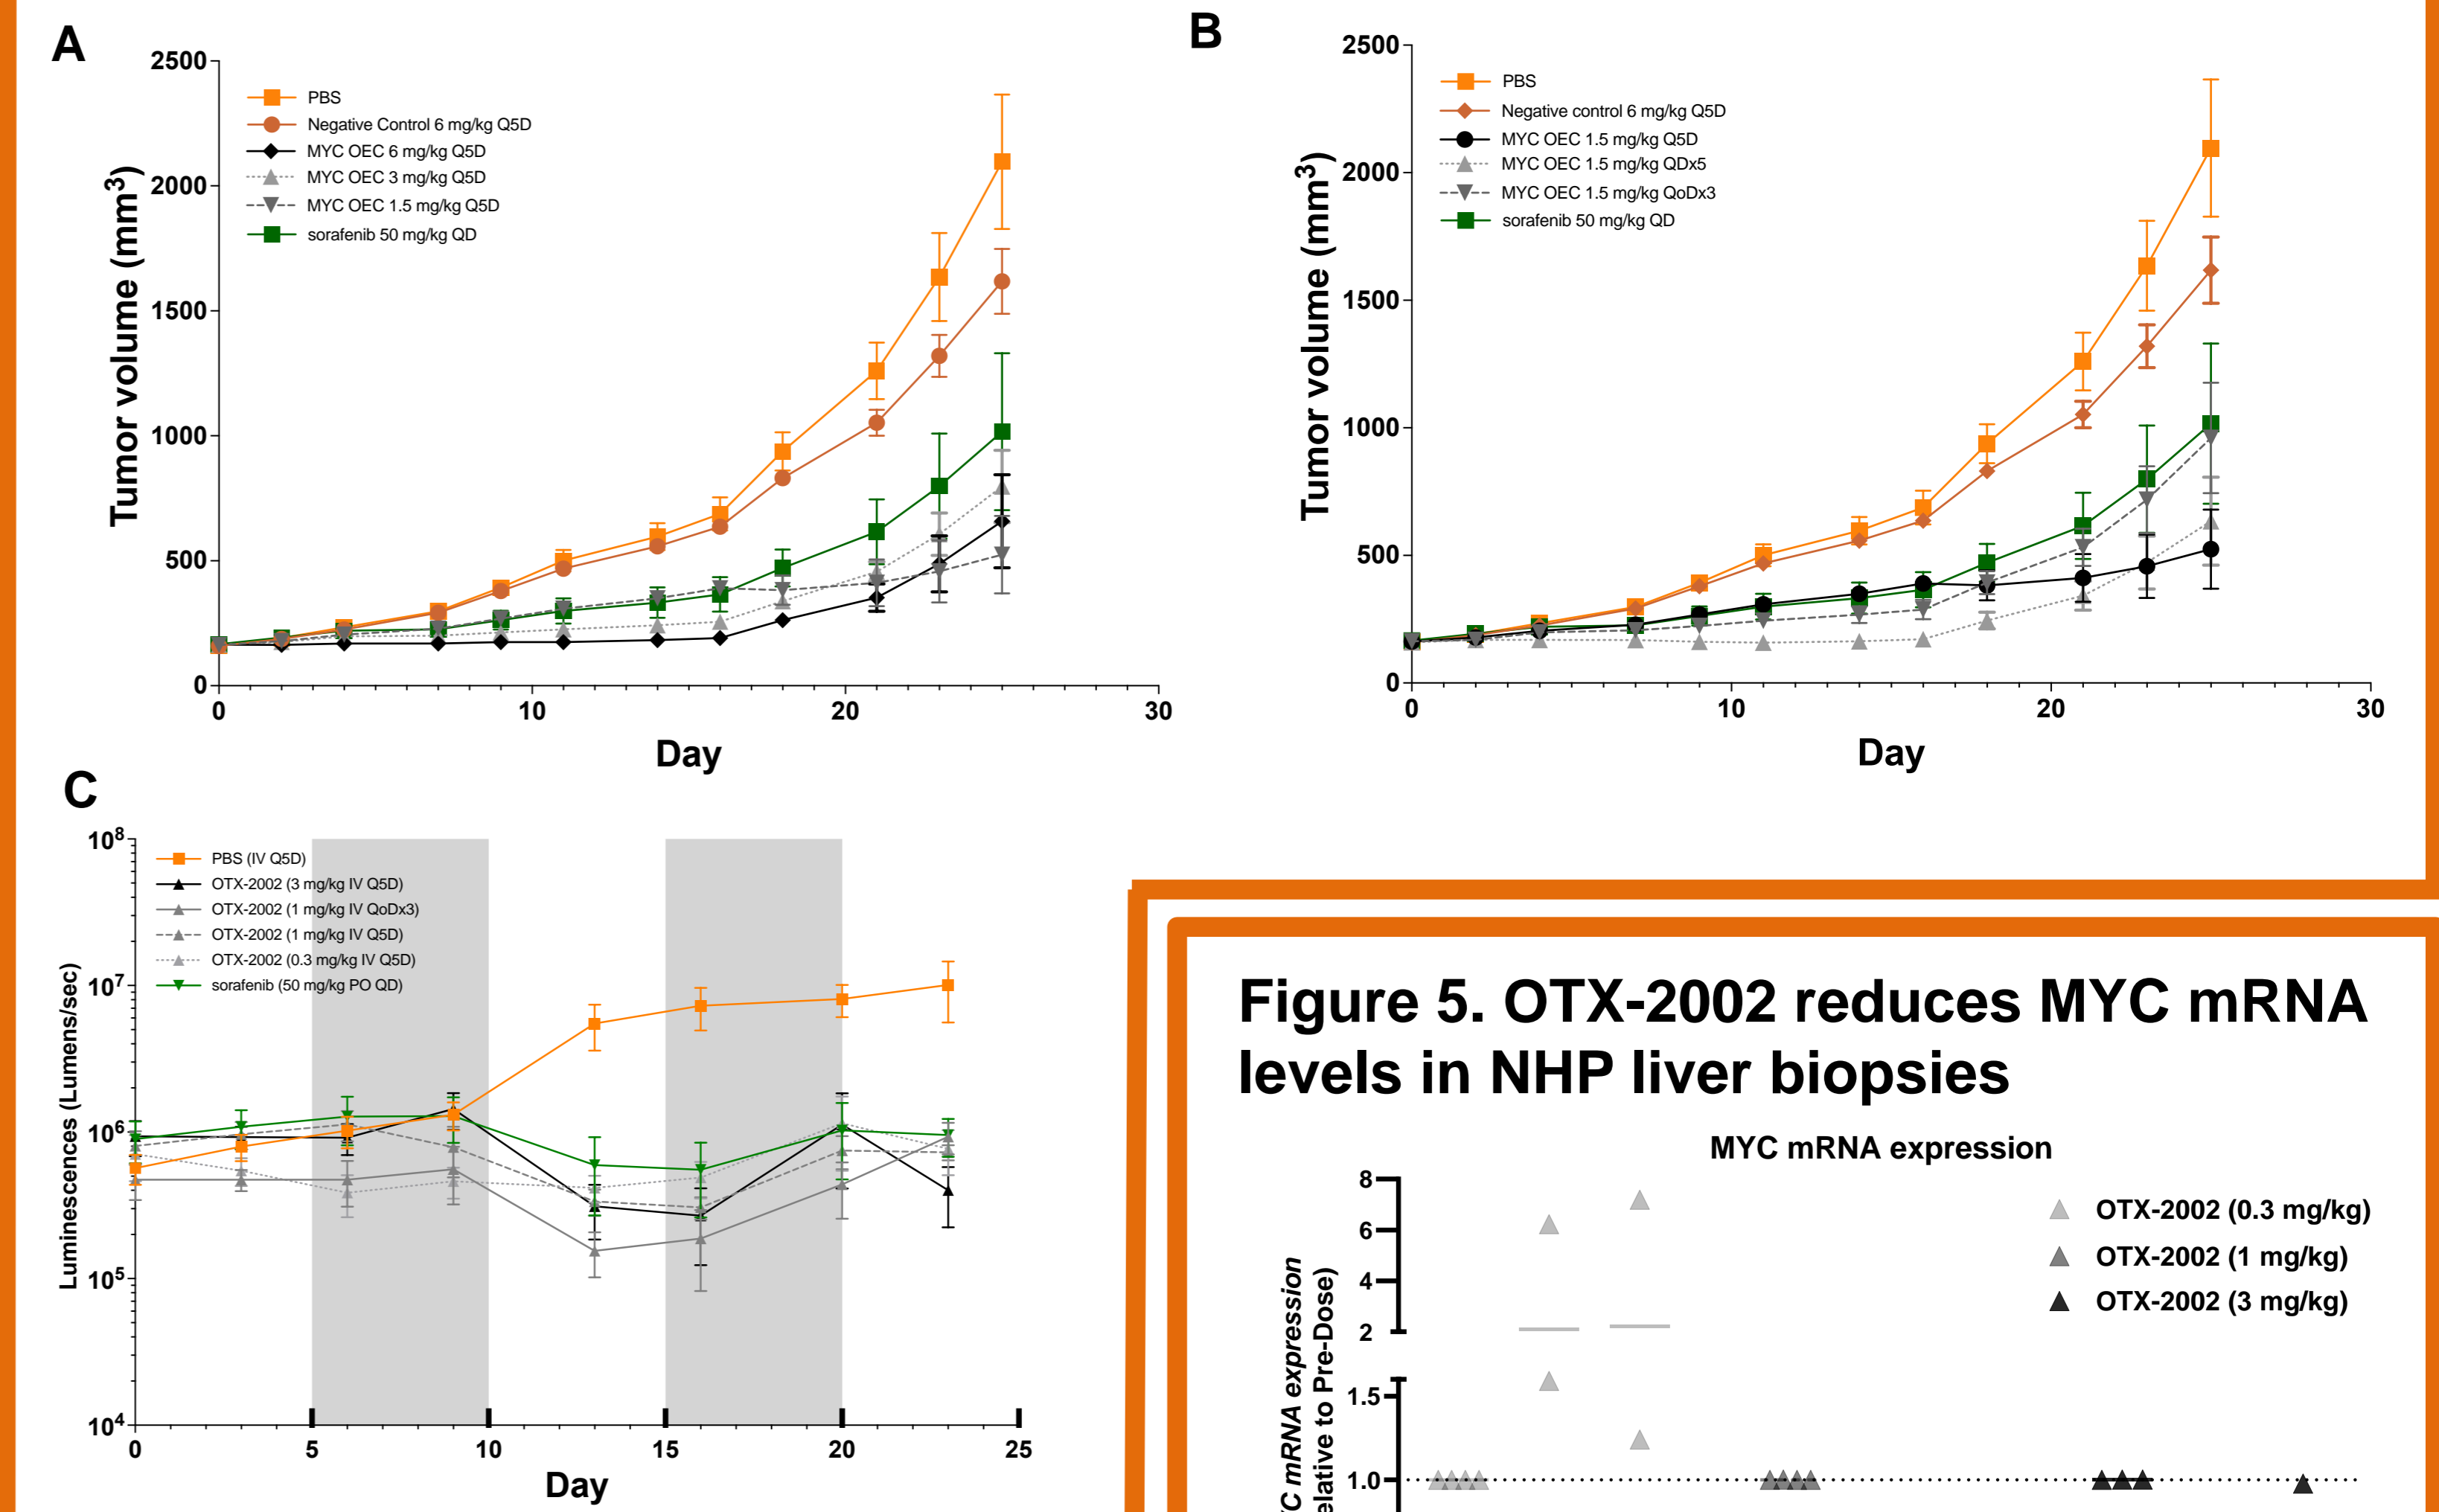 A
2500
2000
1500
1000
500
0
Tumor volume (mm³)
PBS
Negative Control 6 mg/kg Q5D
MYC OEC 6 mg/kg Q5D
MYC OEC 3 mg/kg Q5D
MYC OEC 1.5 mg/kg Q5D
sorafenib 50 mg/kg QD
0 10 20 30
Day
B
2500
2000
1500
1000
500
0
Tumor volume (mm³)
PBS
Negative control 6 mg/kg Q5D
MYC OEC 1.5 mg/kg Q5D
MYC OEC 1.5 mg/kg QDx5
MYC OEC 1.5 mg/kg QoDx3
sorafenib 50 mg/kg QD
0 10 20 30
Day
C
10⁸
10⁷
10⁶
10⁵
10⁴
Luminescences (Lumens/sec)
PBS (IV Q5D)
OTX-2002 (3 mg/kg IV Q5D)
OTX-2002 (1 mg/kg IV QoDx3)
OTX-2002 (1 mg/kg IV Q5D)
OTX-2002 (0.3 mg/kg IV Q5D)
sorafenib (50 mg/kg PO QD)
0 5 10 15 20 25
Day
Figure 5. OTX-2002 reduces MYC mRNA
levels in NHP liver biopsies
MYC mRNA expression
8
6
4
2
1.5
1.0
mRNA expression
to Pre-Dose)
OTX-2002 (0.3 mg/kg)
OTX-2002 (1 mg/kg)
OTX-2002 (3 mg/kg)